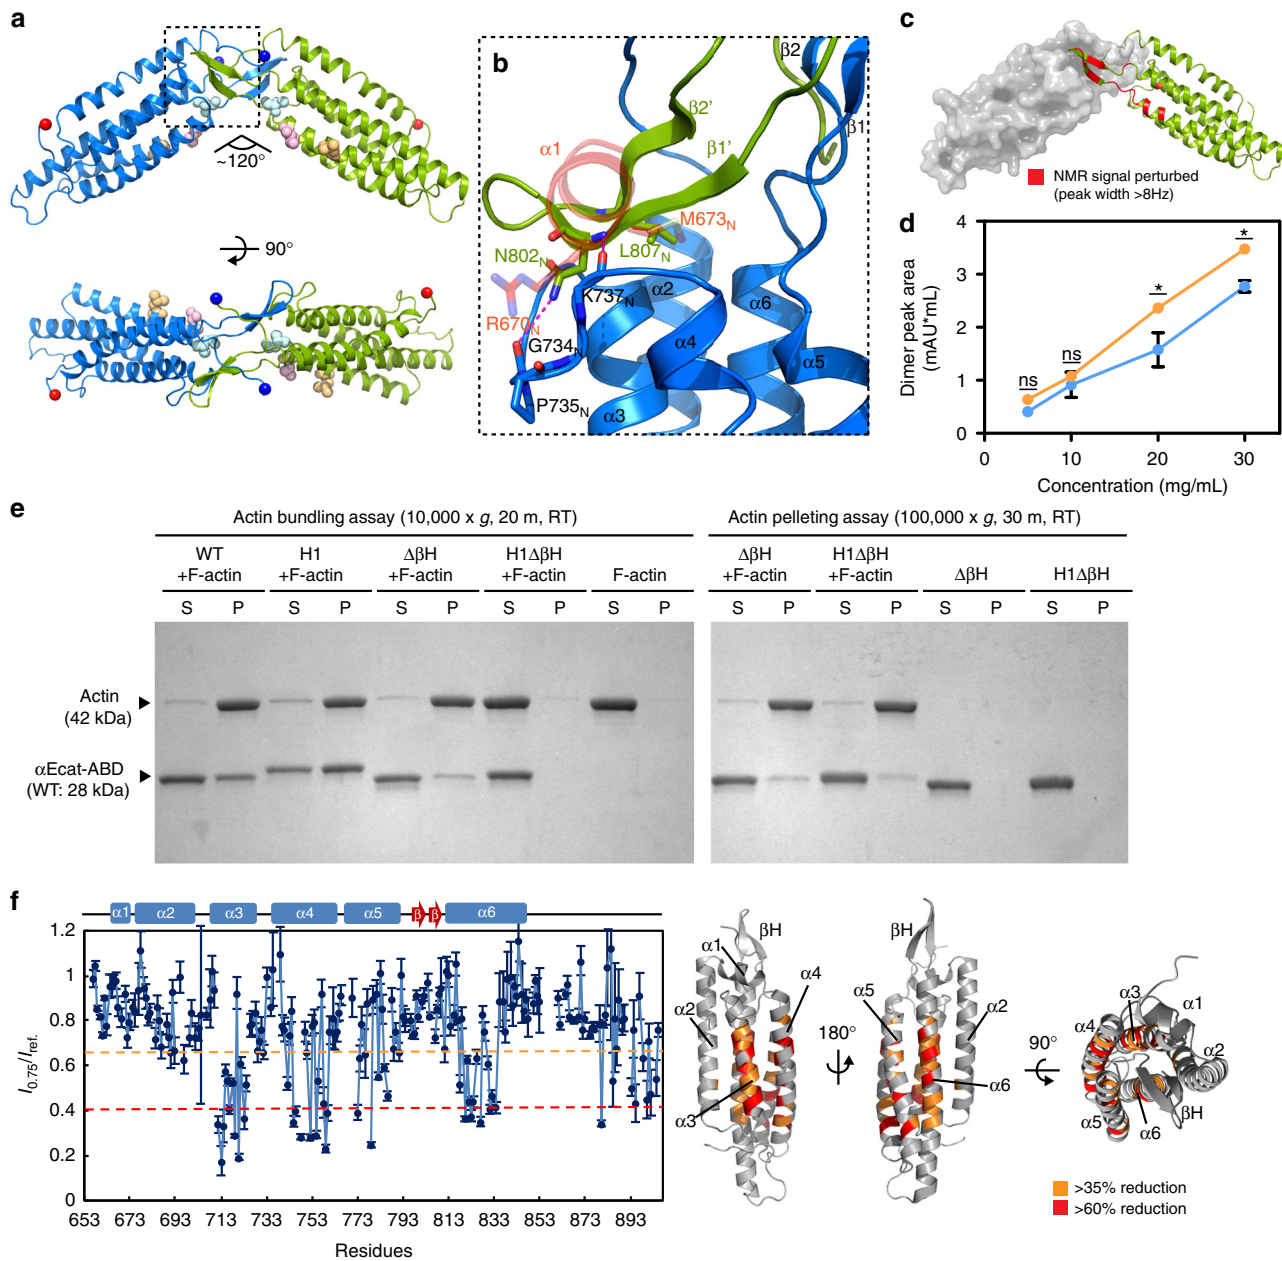 a
~120°
90°
b
β2
β2'
β1
α1
β1'
M673N
N802N
L807N
K737N
α2
α6
R670N
G734N
α4
α5
P735N
α3
c
NMR signal perturbed
(peak width >8Hz)
d
Dimer peak area
(mAU*mL)
4
3
2
1
0
ns
ns
*
*
0
10
20
30
Concentration (mg/mL)
e
Actin bundling assay (10,000 x g, 20 m, RT)
Actin pelleting assay (100,000 x g, 30 m, RT)
WT
+F-actin
H1
+F-actin
ΔβH
+F-actin
H1ΔβH
+F-actin
F-actin
ΔβH
+F-actin
H1ΔβH
+F-actin
ΔβH
H1ΔβH
S P S P S P S P S P
S P S P S P S P
Actin
(42 kDa)
αEcat-ABD
(WT: 28 kDa)
f
α1 α2 α3 α4 α5 β β α6
I0.75/Iref.
1.2
1
0.8
0.6
0.4
0.2
0
653 673 693 713 733 753 773 793 813 833 853 873 893
Residues
βH
α1
α4
α2
α3
180°
βH
α5
α2
α6
90°
α3
α1
α4
α2
α5
α6
βH
>35% reduction
>60% reduction